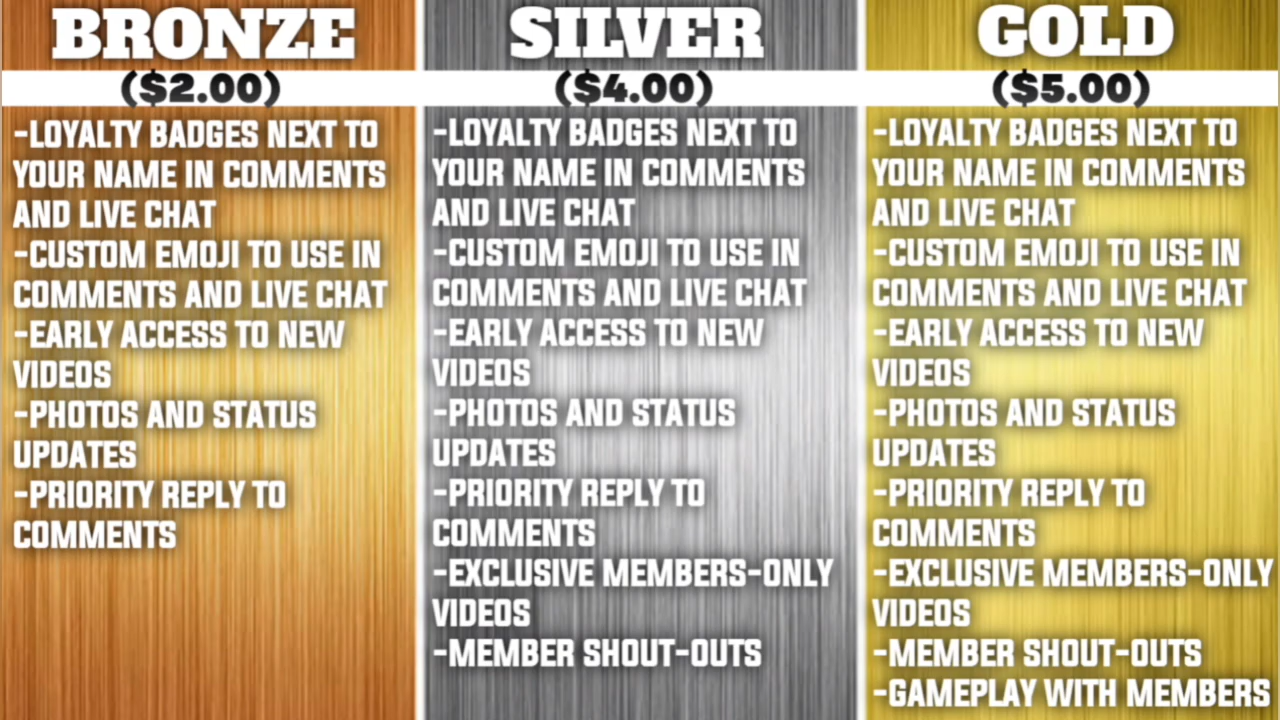 BRONZE
($2.00)
-LOYALTY BADGES NEXT TO
YOUR NAME IN COMMENTS
AND LIVE CHAT
-CUSTOM EMOJI TO USE IN
COMMENTS AND LIVE CHAT
-EARLY ACCESS TO NEW
VIDEOS
-PHOTOS AND STATUS
UPDATES
-PRIORITY REPLY TO
COMMENTS
SILVER
($4.00)
-LOYALTY BADGES NEXT TO
YOUR NAME IN COMMENTS
AND LIVE CHAT
-CUSTOM EMOJI TO USE IN
COMMENTS AND LIVE CHAT
-EARLY ACCESS TO NEW
VIDEOS
-PHOTOS AND STATUS
UPDATES
-PRIORITY REPLY TO
COMMENTS
-EXCLUSIVE MEMBERS-ONLY
VIDEOS
-MEMBER SHOUT-OUTS
GOLD
($5.00)
-LOYALTY BADGES NEXT TO
YOUR NAME IN COMMENTS
AND LIVE CHAT
-CUSTOM EMOJI TO USE IN
COMMENTS AND LIVE CHAT
-EARLY ACCESS TO NEW
VIDEOS
-PHOTOS AND STATUS
UPDATES
-PRIORITY REPLY TO
COMMENTS
-EXCLUSIVE MEMBERS-ONLY
VIDEOS
-MEMBER SHOUT-OUTS
-GAMEPLAY WITH MEMBERS